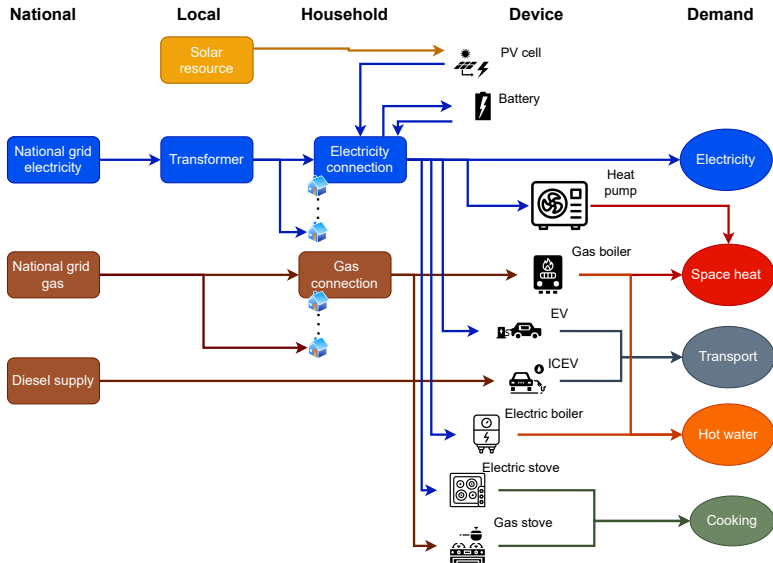 National
Local
Household
Device
Demand
Solar
resource
PV cell
Battery
National grid
electricity
Transformer
Electricity
connection
Electricity
Heat
pump
National grid
gas
Gas
connection
Gas boiler
Space heat
EV
Transport
Diesel supply
ICEV
Electric boiler
Hot water
Electric stove
Gas stove
Cooking